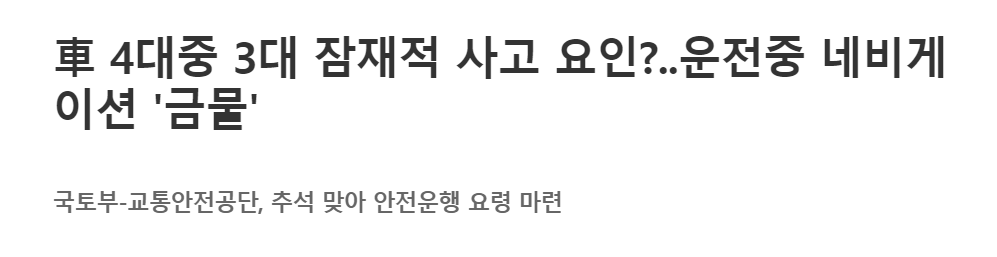 車 4대중 3대 잠재적 사고 요인?..운전중 네비게
이션 '금물'
국토부-교통안전공단, 추석 맞아 안전운행 요령 마련